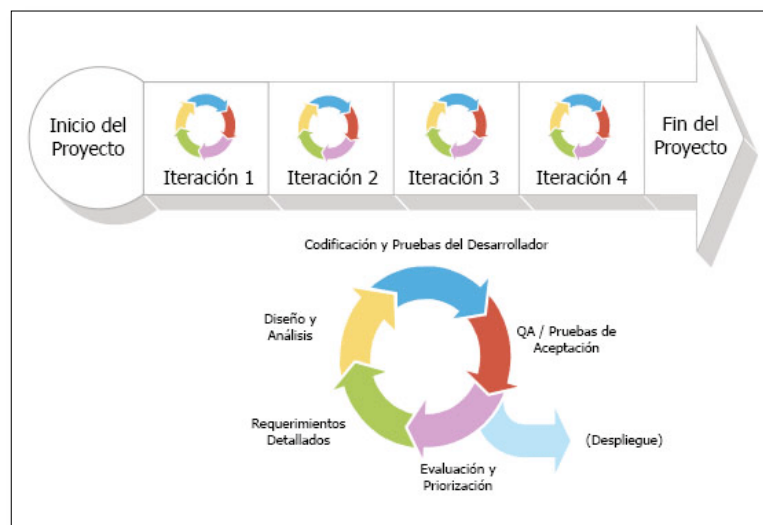 Inicio del
Proyecto
Iteración 1
Iteración 2
Iteración 3
Iteración 4
Fin del
Proyecto
Codificación y Pruebas del Desarrollador
Diseño y
Análisis
QA / Pruebas de
Aceptación
Requerimientos
Detallados
(Despliegue)
Evaluación y
Priorización